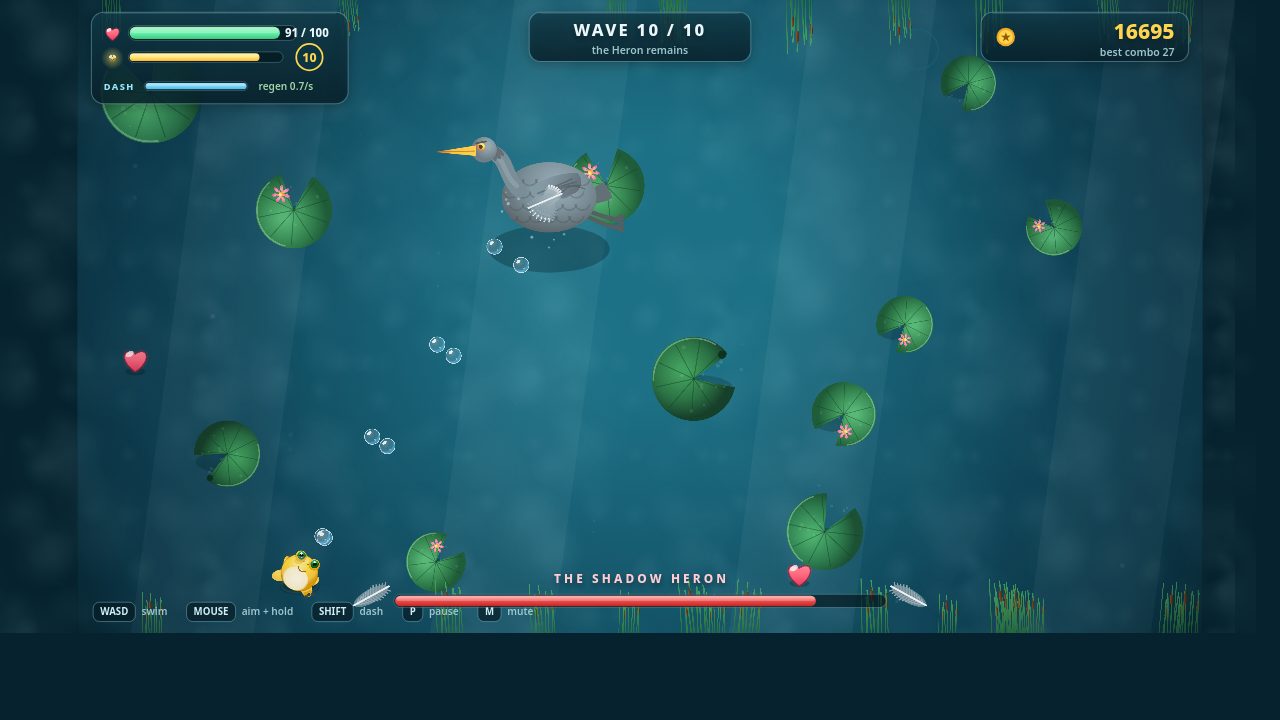 91 / 100
10
DASH regen 0.7/s
WAVE 10 / 10
the Heron remains
16695
best combo 27
THE SHADOW HERON
WASD swim MOUSE aim + hold SHIFT dash P pause M mute